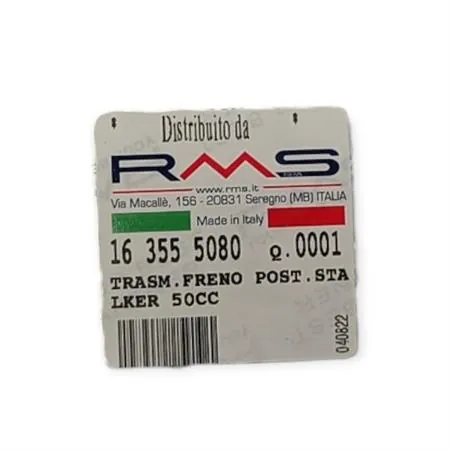 Distribuito da
RMS
www.rms.it
Via Macallè, 156 - 20831 Seregno (MB) ITALIA
Made in Italy
16 355 5080 Q.0001
TRASM.FRENO POST.STA
LKER 50CC
040822